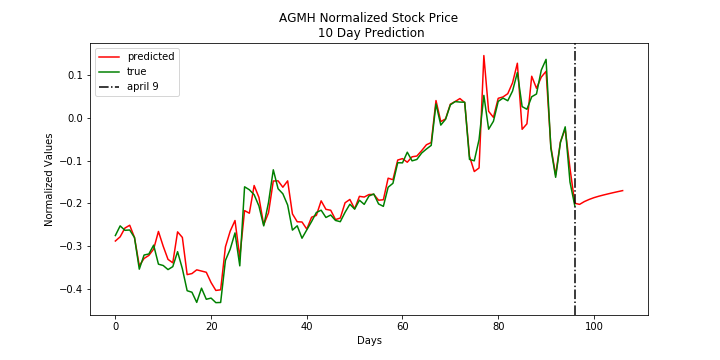 AGMH Normalized Stock Price
10 Day Prediction
predicted
true
april 9
Normalized Values
0.1
0.0
−0.1
−0.2
−0.3
−0.4
0
20
40
60
80
100
Days